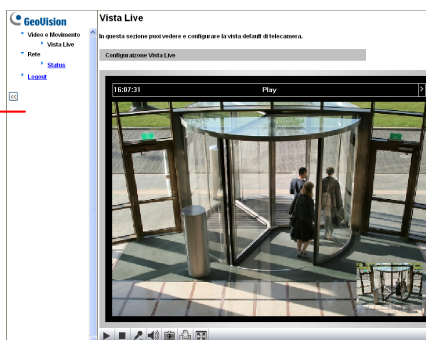 GeoVision
Video e Movimento
Vista Live
Rete
Status
Logout
<<
Vista Live
In questa sezione puoi vedere e configurare la vista default di telecamera.
Configuraizone Vista Live
16:07:31 Play >